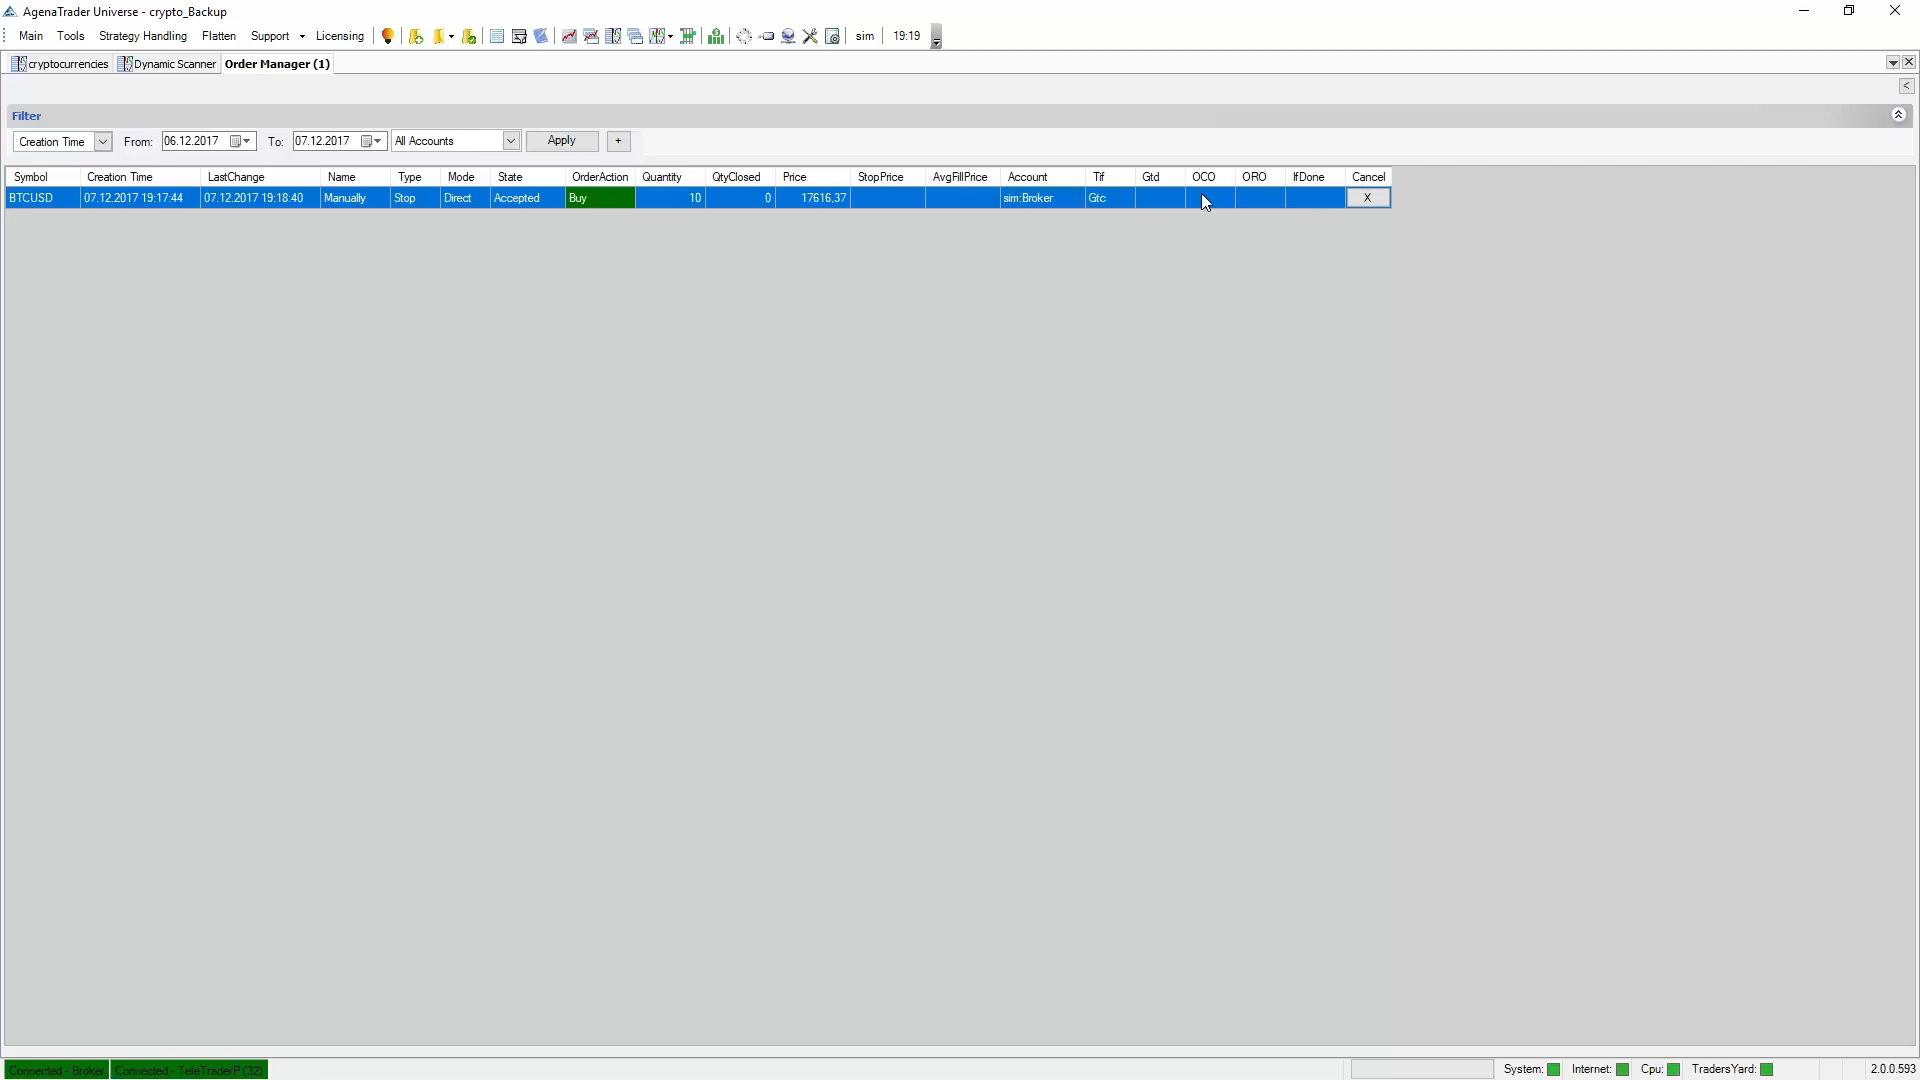 AgenaTrader Universe - crypto_Backup
Main Tools Strategy Handling Flatten Support Licensing sim 19:19
cryptocurrencies Dynamic Scanner Order Manager (1)
<
Filter
Creation Time From: 06.12.2017 To: 07.12.2017 All Accounts Apply +
Symbol Creation Time LastChange Name Type Mode State OrderAction Quantity QtyClosed Price StopPrice AvgFillPrice Account Tif Gtd OCO ORO IfDone Cancel
BTCUSD 07.12.2017 19:17:44 07.12.2017 19:18:40 Manually Stop Direct Accepted Buy 10 0 17616,37 sim:Broker Gtc X
Connected - Broker Connected - TeleTraderP (32) System: Internet: Cpu: TradersYard: 2.0.0.593